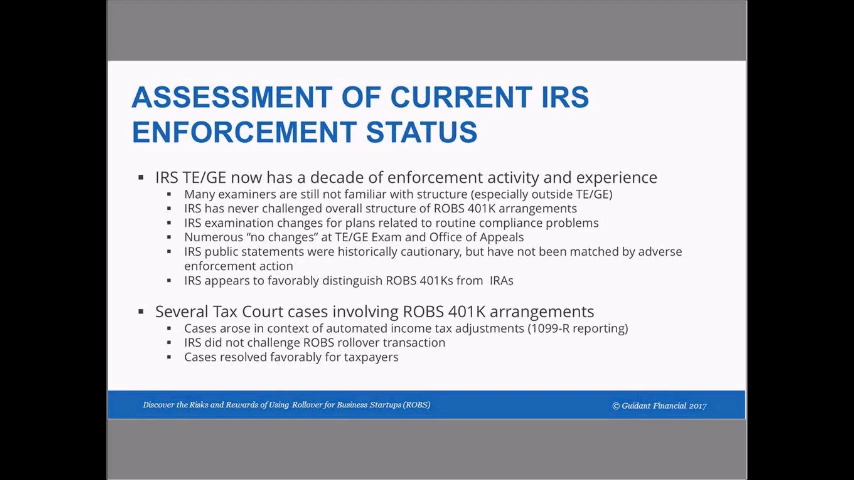 ASSESSMENT OF CURRENT IRS
ENFORCEMENT STATUS
▪ IRS TE/GE now has a decade of enforcement activity and experience
▪ Many examiners are still not familiar with structure (especially outside TE/GE)
▪ IRS has never challenged overall structure of ROBS 401K arrangements
▪ IRS examination changes for plans related to routine compliance problems
▪ Numerous “no changes” at TE/GE Exam and Office of Appeals
▪ IRS public statements were historically cautionary, but have not been matched by adverse
enforcement action
▪ IRS appears to favorably distinguish ROBS 401Ks from IRAs
▪ Several Tax Court cases involving ROBS 401K arrangements
▪ Cases arose in context of automated income tax adjustments (1099-R reporting)
▪ IRS did not challenge ROBS rollover transaction
▪ Cases resolved favorably for taxpayers
Discover the Risks and Rewards of Using Rollover for Business Startups (ROBS)
© Guidant Financial 2017